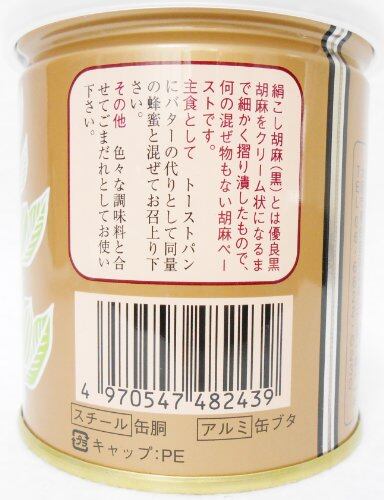 絹こし胡麻(黒)とは優良黒
胡麻をクリーム状になるま
で細かく摺り潰したもので、
何の混ぜ物もない胡麻ペー
ストです。
主食として　トーストパン
にバターの代りとして同量
の蜂蜜と混ぜてお召上り下
さい。
その他　色々な調味料と合
せてごまだれとしてお使い
下さい。
4 970547 482439
スチール 缶胴
アルミ 缶ブタ
プラ キャップ:PE